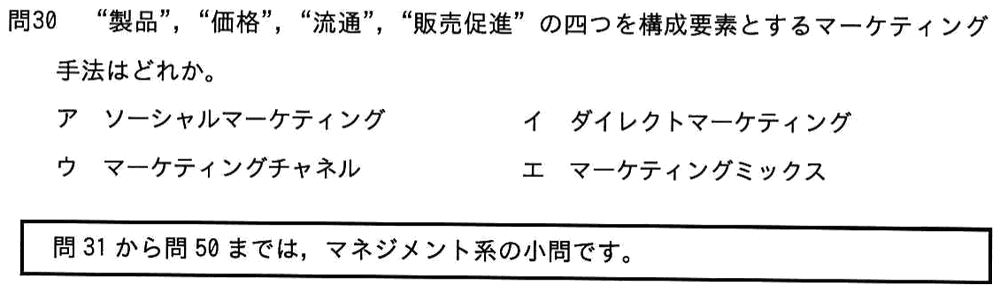 問30 “製品”，“価格”，“流通”，“販売促進” の四つを構成要素とするマーケティング
手法はどれか。
ア ソーシャルマーケティング イ ダイレクトマーケティング
ウ マーケティングチャネル エ マーケティングミックス
問 31 から問 50 までは，マネジメント系の小問です。